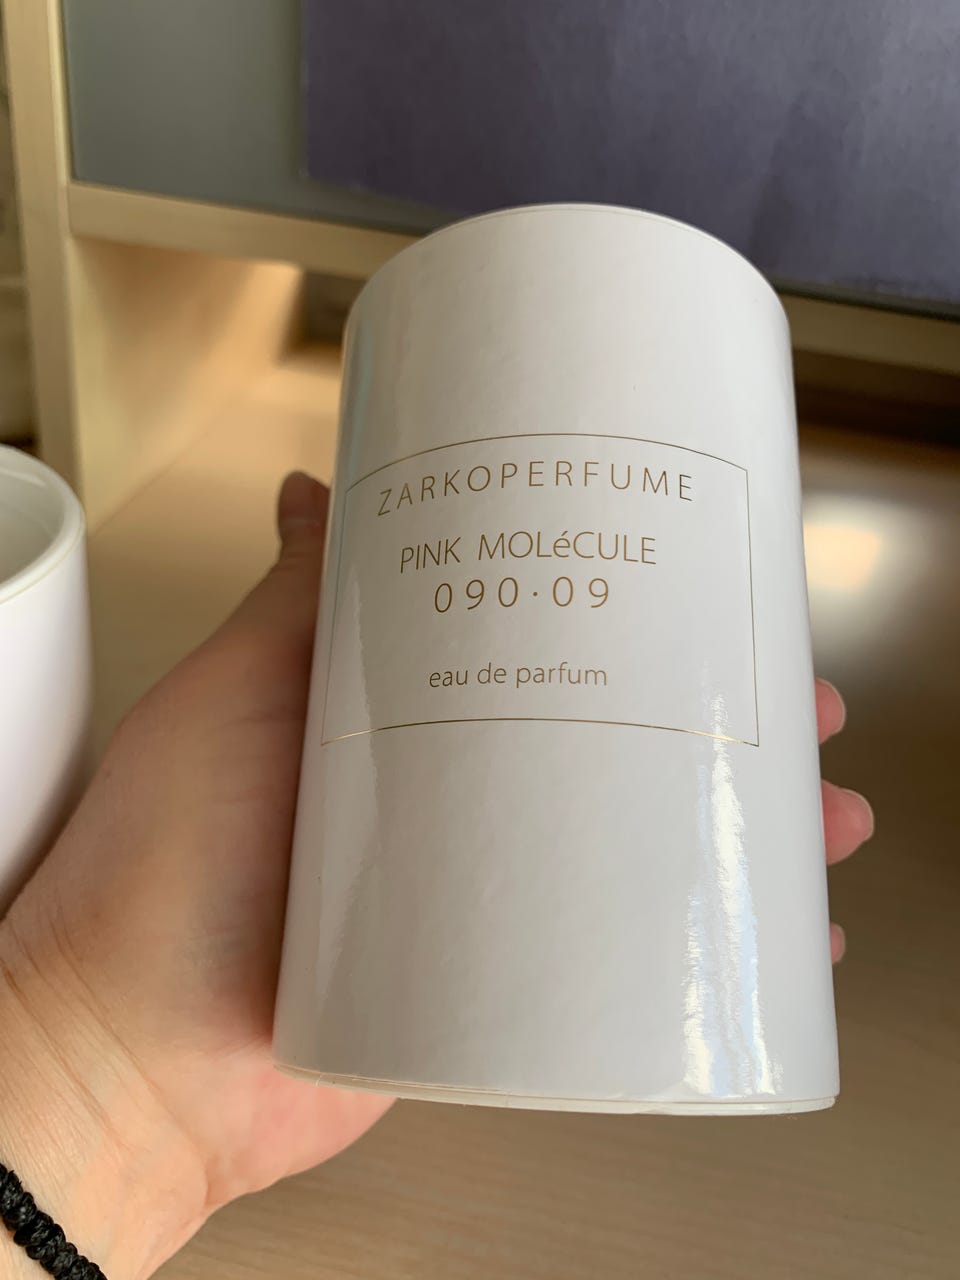 ZARKOPERFUME
PINK MOLéCULE
090·09
eau de parfum